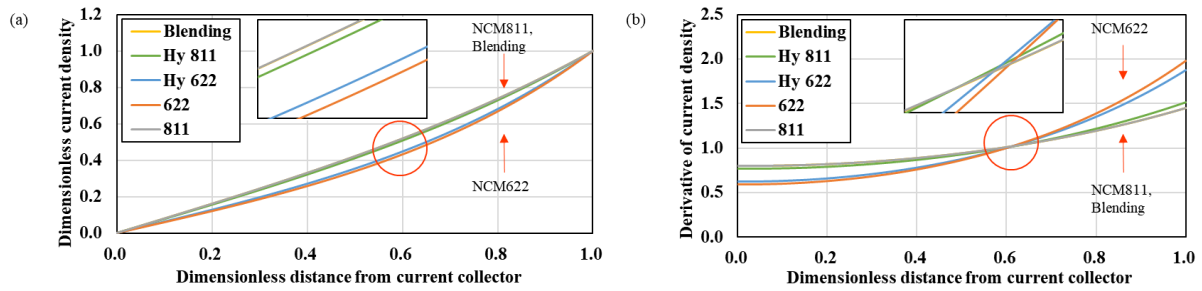 (a)
Dimensionless current density
1.2
1.0
0.8
0.6
0.4
0.2
0.0
Blending
Hy 811
Hy 622
622
811
NCM811,
Blending
NCM622
0.0 0.2 0.4 0.6 0.8 1.0
Dimensionless distance from current collector
(b)
Derivative of current density
2.5
2.0
1.5
1.0
0.5
0.0
Blending
Hy 811
Hy 622
622
811
NCM622
NCM811,
Blending
0.0 0.2 0.4 0.6 0.8 1.0
Dimensionless distance from current collector